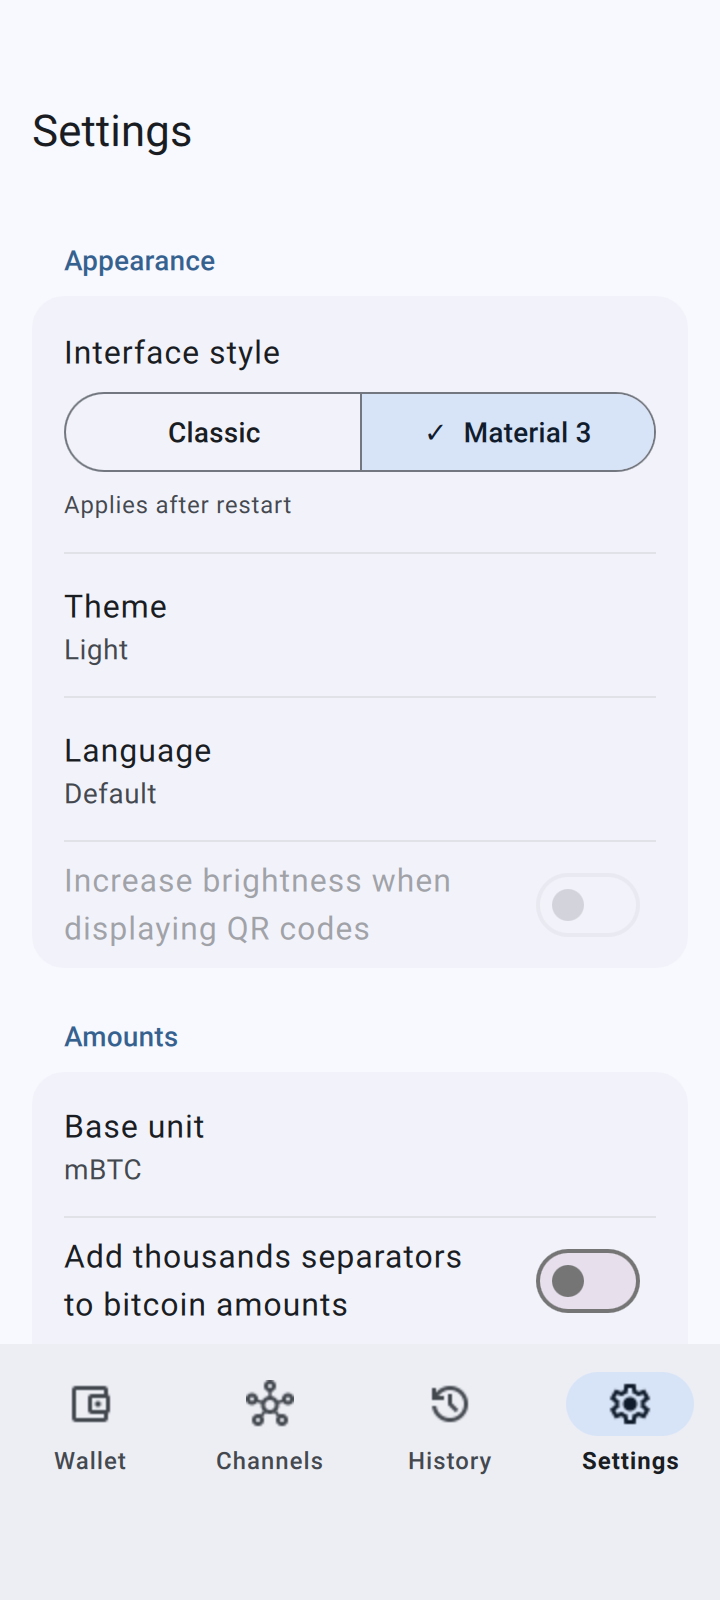 Settings
Appearance
Interface style
Classic
✓ Material 3
Applies after restart
Theme
Light
Language
Default
Increase brightness when
displaying QR codes
Amounts
Base unit
mBTC
Add thousands separators
to bitcoin amounts
Wallet
Channels
History
Settings